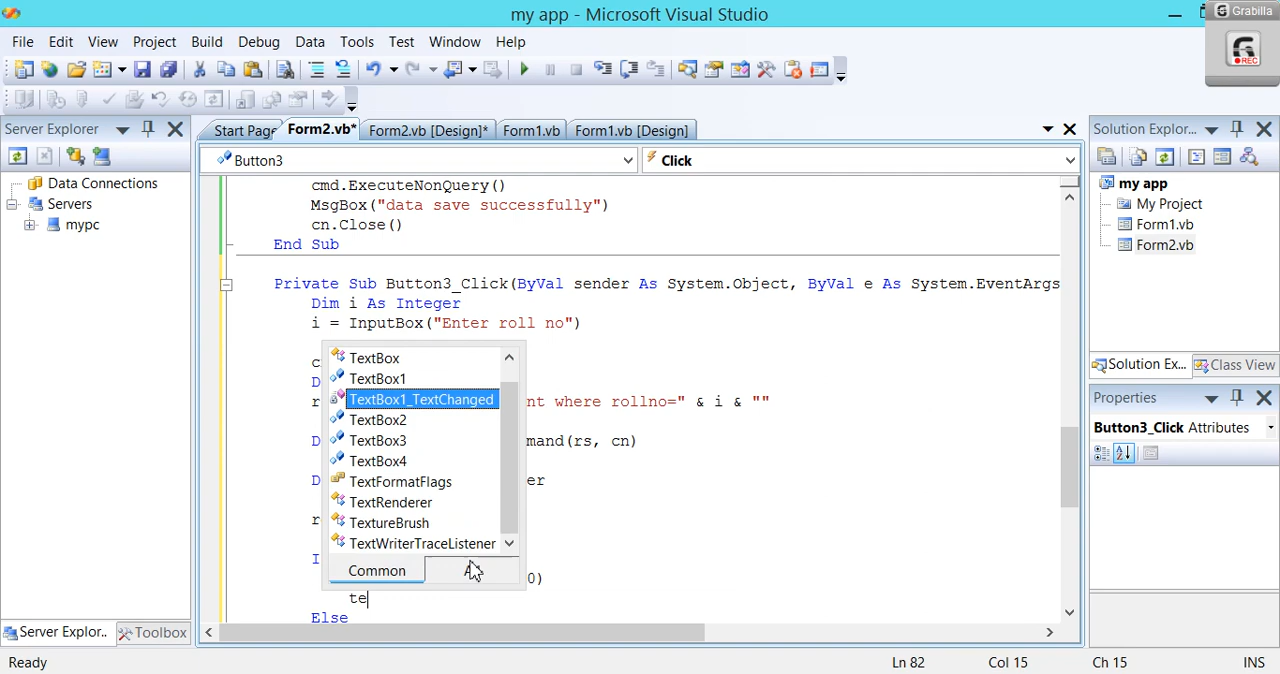 my app - Microsoft Visual Studio
Grabilla
REC
File Edit View Project Build Debug Data Tools Test Window Help
Server Explorer
Start Page
Form2.vb*
Form2.vb [Design]*
Form1.vb
Form1.vb [Design]
Solution Explor...
Button3
Click
Data Connections
Servers
mypc
cmd.ExecuteNonQuery()
MsgBox("data save successfully")
cn.Close()
End Sub
Private Sub Button3_Click(ByVal sender As System.Object, ByVal e As System.EventArgs
Dim i As Integer
i = InputBox("Enter roll no")
c
D
r nt where rollno=" & i & ""
D mand(rs, cn)
D er
r
I
0)
te
Else
TextBox
TextBox1
TextBox1_TextChanged
TextBox2
TextBox3
TextBox4
TextFormatFlags
TextRenderer
TextureBrush
TextWriterTraceListener
Common
my app
My Project
Form1.vb
Form2.vb
Solution Ex...
Class View
Properties
Button3_Click Attributes
Server Explor..
Toolbox
Ready
Ln 82
Col 15
Ch 15
INS